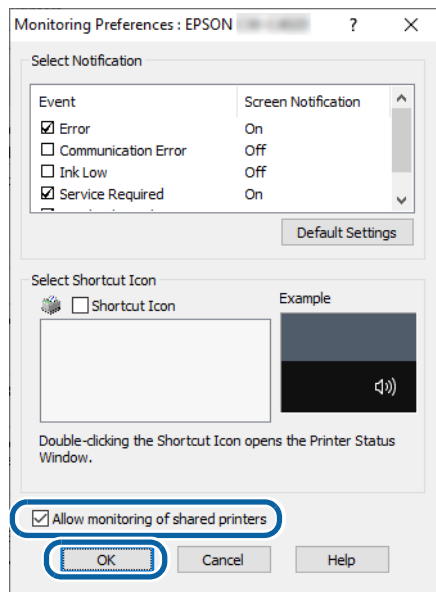 Monitoring Preferences : EPSON
Select Notification
Event Screen Notification
Error On
Communication Error Off
Ink Low Off
Service Required On
Default Settings
Select Shortcut Icon
Shortcut Icon
Example
Double-clicking the Shortcut Icon opens the Printer Status
Window.
Allow monitoring of shared printers
OK Cancel Help